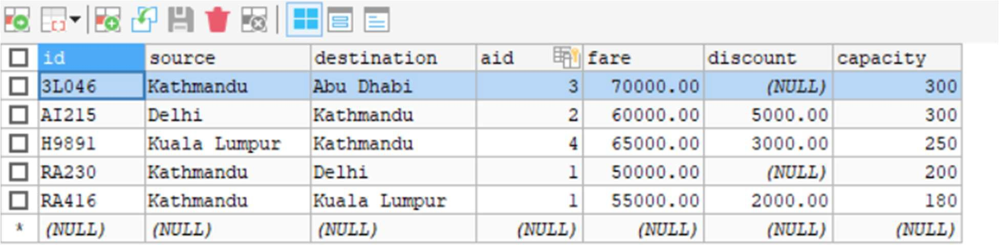 id source destination aid fare discount capacity
3L046 Kathmandu Abu Dhabi 3 70000.00 (NULL) 300
AI215 Delhi Kathmandu 2 60000.00 5000.00 300
H9891 Kuala Lumpur Kathmandu 4 65000.00 3000.00 250
RA230 Kathmandu Delhi 1 50000.00 (NULL) 200
RA416 Kathmandu Kuala Lumpur 1 55000.00 2000.00 180
* (NULL) (NULL) (NULL) (NULL) (NULL) (NULL) (NULL)